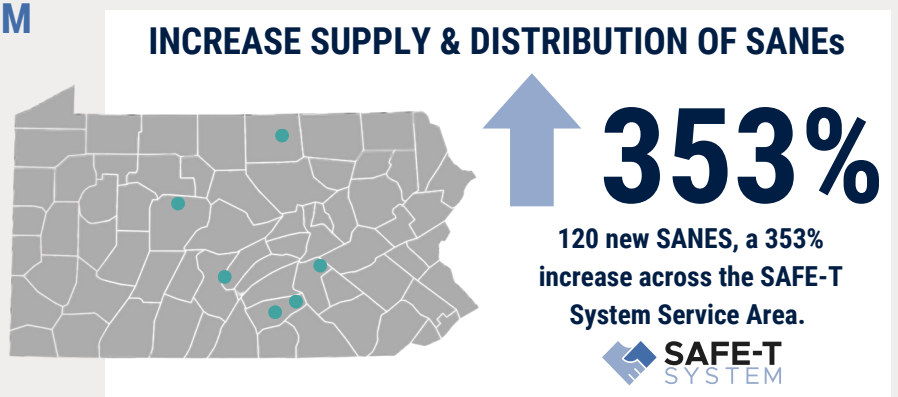 M
INCREASE SUPPLY & DISTRIBUTION OF SANEs
353%
120 new SANES, a 353%
increase across the SAFE-T
System Service Area.
SAFE-T
SYSTEM